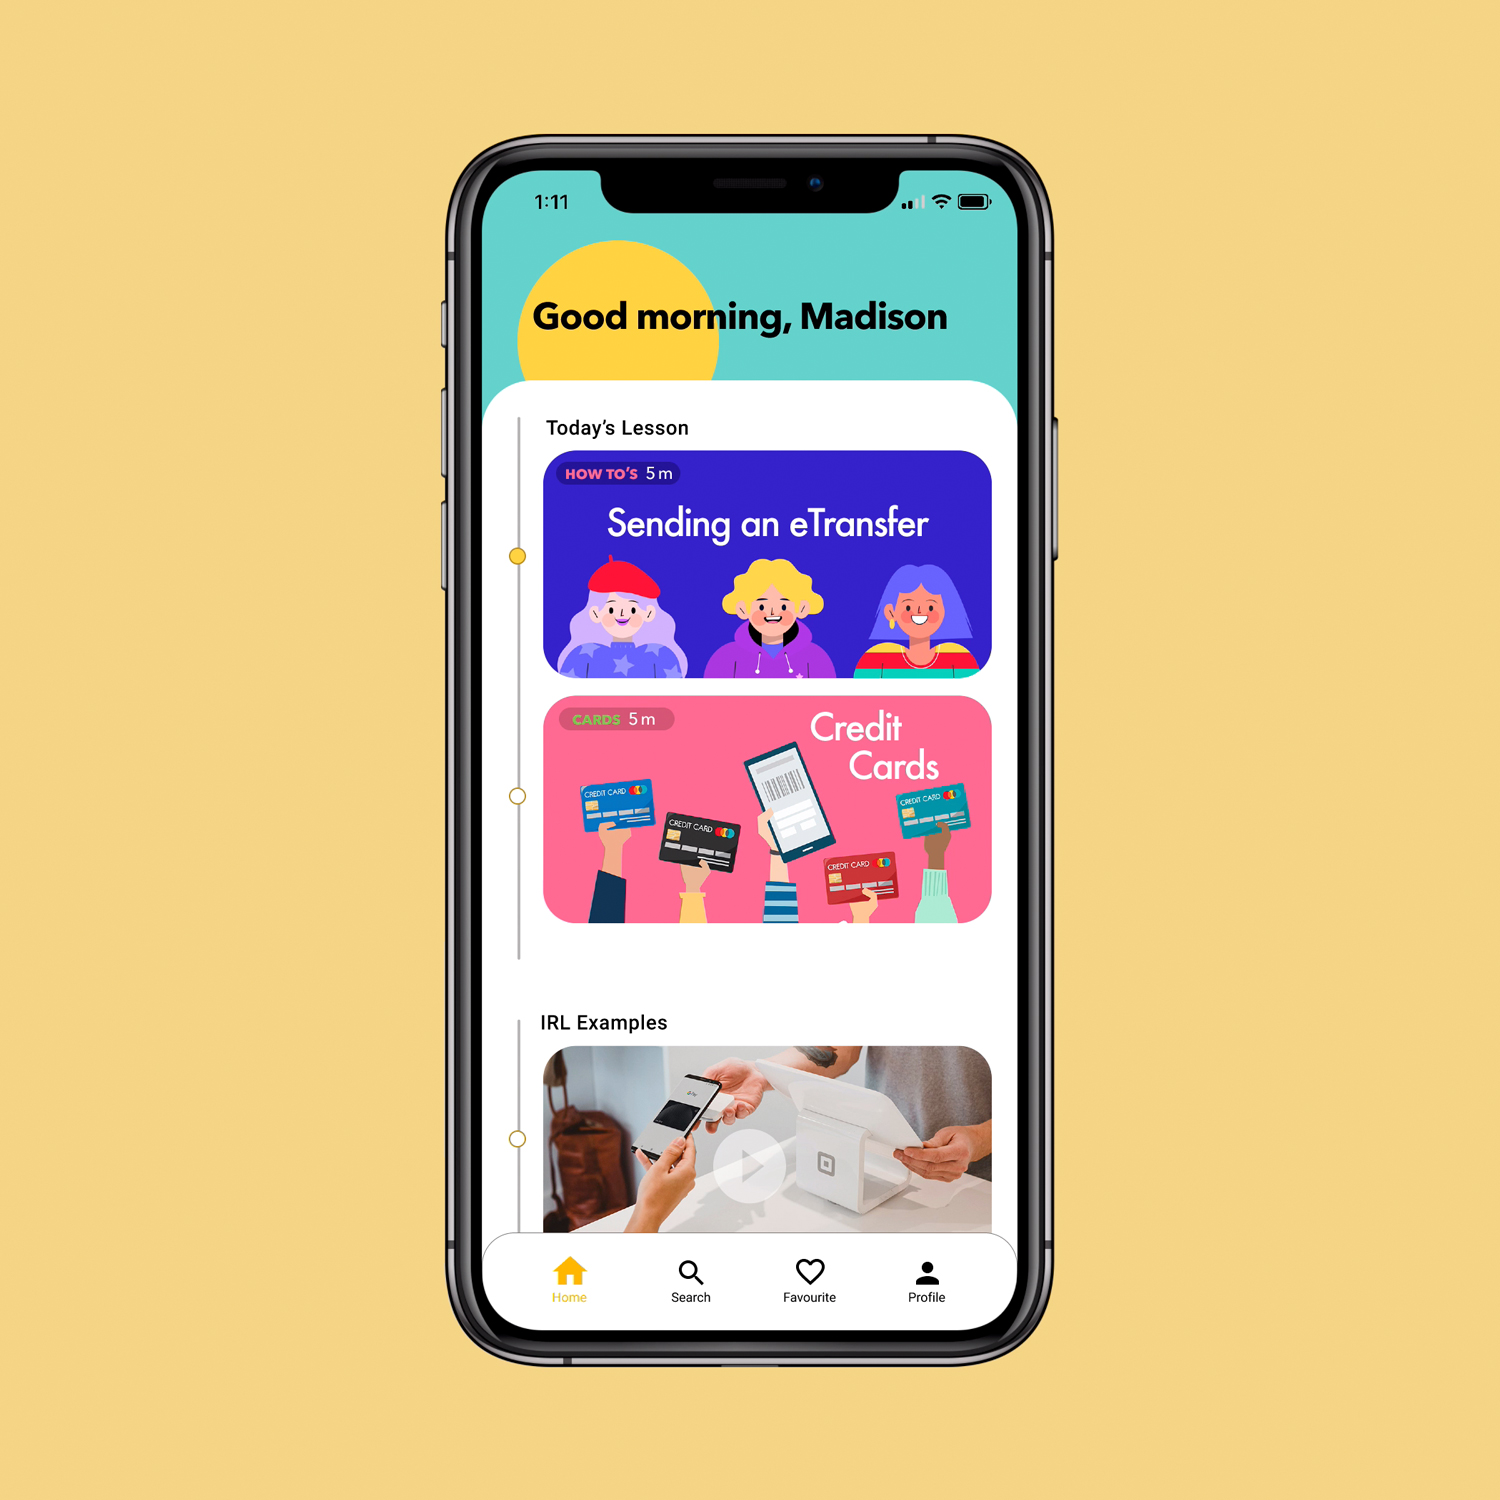 1:11
Good morning, Madison
Today's Lesson
HOW TO'S 5 m
Sending an eTransfer
CARDS 5 m
Credit
Cards
CREDIT CARD
CREDIT CARD
CREDIT CARD
CREDIT CARD
IRL Examples
Home
Search
Favourite
Profile